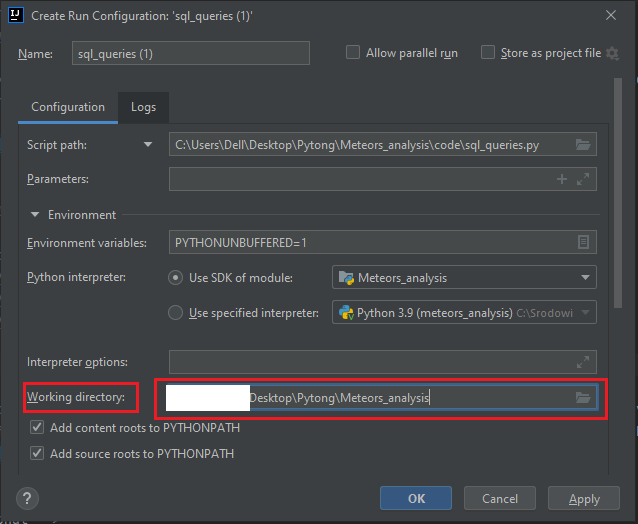 IJ Create Run Configuration: 'sql_queries (1)'
Name: sql_queries (1) Allow parallel run Store as project file
Configuration Logs
Script path: C:\Users\Dell\Desktop\Pytong\Meteors_analysis\code\sql_queries.py
Parameters:
Environment
Environment variables: PYTHONUNBUFFERED=1
Python interpreter: Use SDK of module: Meteors_analysis
Use specified interpreter: Python 3.9 (meteors_analysis) C:\Srodowi
Interpreter options:
Working directory: Desktop\Pytong\Meteors_analysis
Add content roots to PYTHONPATH
Add source roots to PYTHONPATH
? OK Cancel Apply